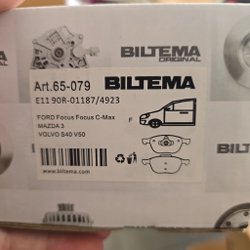 BILTEMA
BILTEMA
ORIGINAL
Art.65-079 BILTEMA
E11 90R-01187/4923
FORD Focus Focus C-Max
MAZDA 3
VOLVO S40 V50
F
www.biltema.com